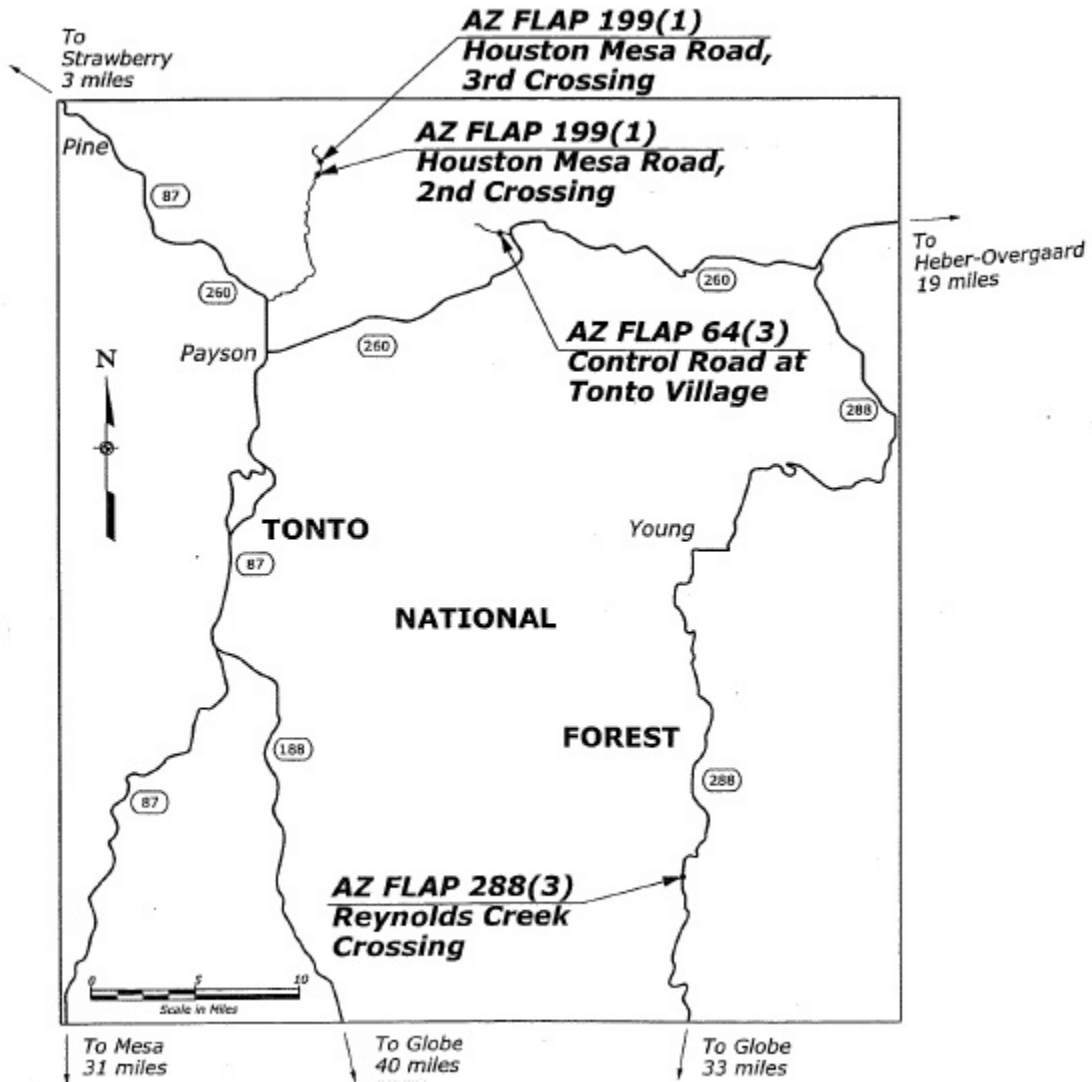 To
Strawberry
3 miles
AZ FLAP 199(1)
Houston Mesa Road,
3rd Crossing
AZ FLAP 199(1)
Houston Mesa Road,
2nd Crossing
Pine
87
To
Heber-Overgaard
19 miles
260
260
260
Payson
AZ FLAP 64(3)
Control Road at
Tonto Village
N
288
TONTO
Young
87
NATIONAL
FOREST
188
288
87
AZ FLAP 288(3)
Reynolds Creek
Crossing
0 5 10
Scale in Miles
To Mesa
31 miles
To Globe
40 miles
To Globe
33 miles